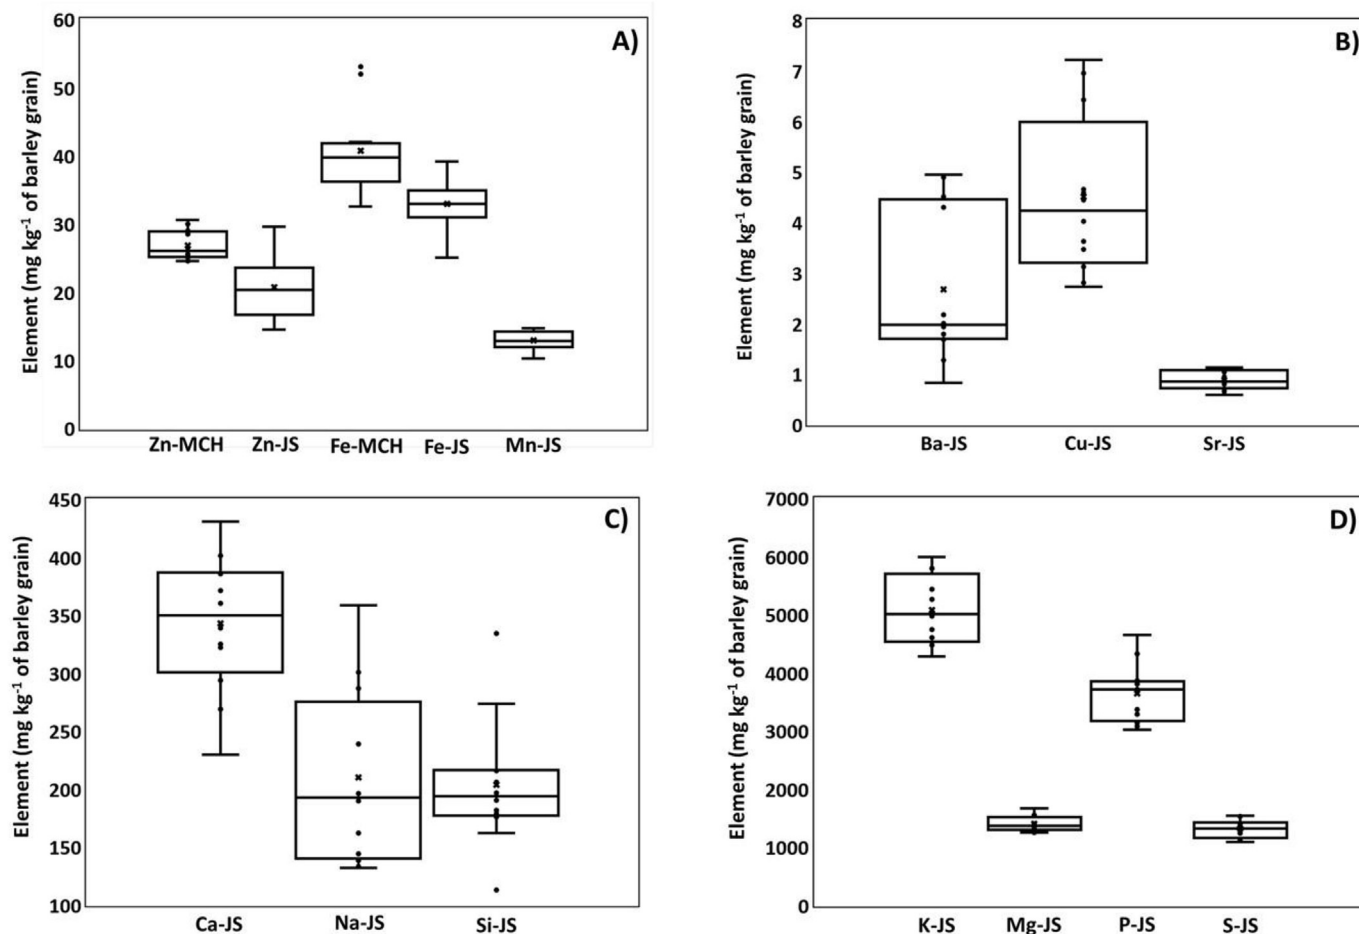 A)
Element (mg kg-1 of barley grain)
60
50
40
30
20
10
0
Zn-MCH Zn-JS Fe-MCH Fe-JS Mn-JS
B)
Element (mg kg-1 of barley grain)
8
7
6
5
4
3
2
1
0
Ba-JS Cu-JS Sr-JS
C)
Element (mg kg-1 of barley grain)
450
400
350
300
250
200
150
100
Ca-JS Na-JS Si-JS
D)
Element (mg kg-1 of barley grain)
7000
6000
5000
4000
3000
2000
1000
0
K-JS Mg-JS P-JS S-JS